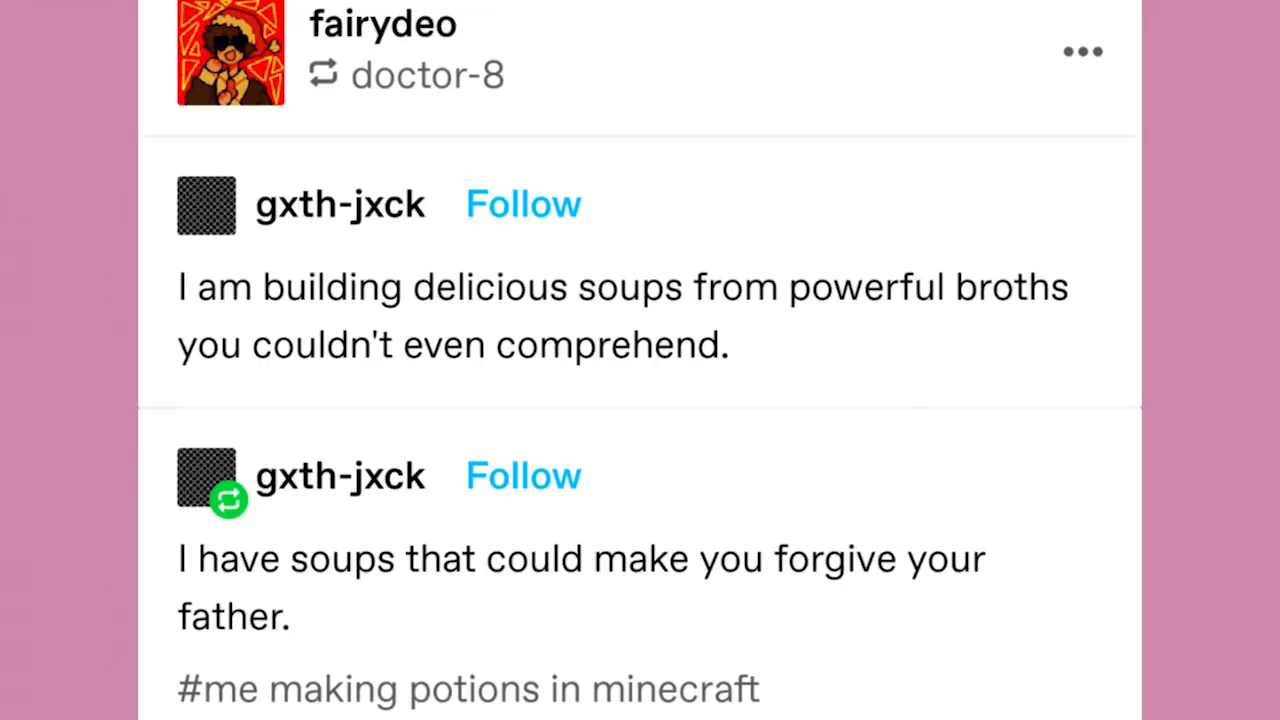 fairydeo
doctor-8
gxth-jxck Follow
I am building delicious soups from powerful broths
you couldn't even comprehend.
gxth-jxck Follow
I have soups that could make you forgive your
father.
#me making potions in minecraft